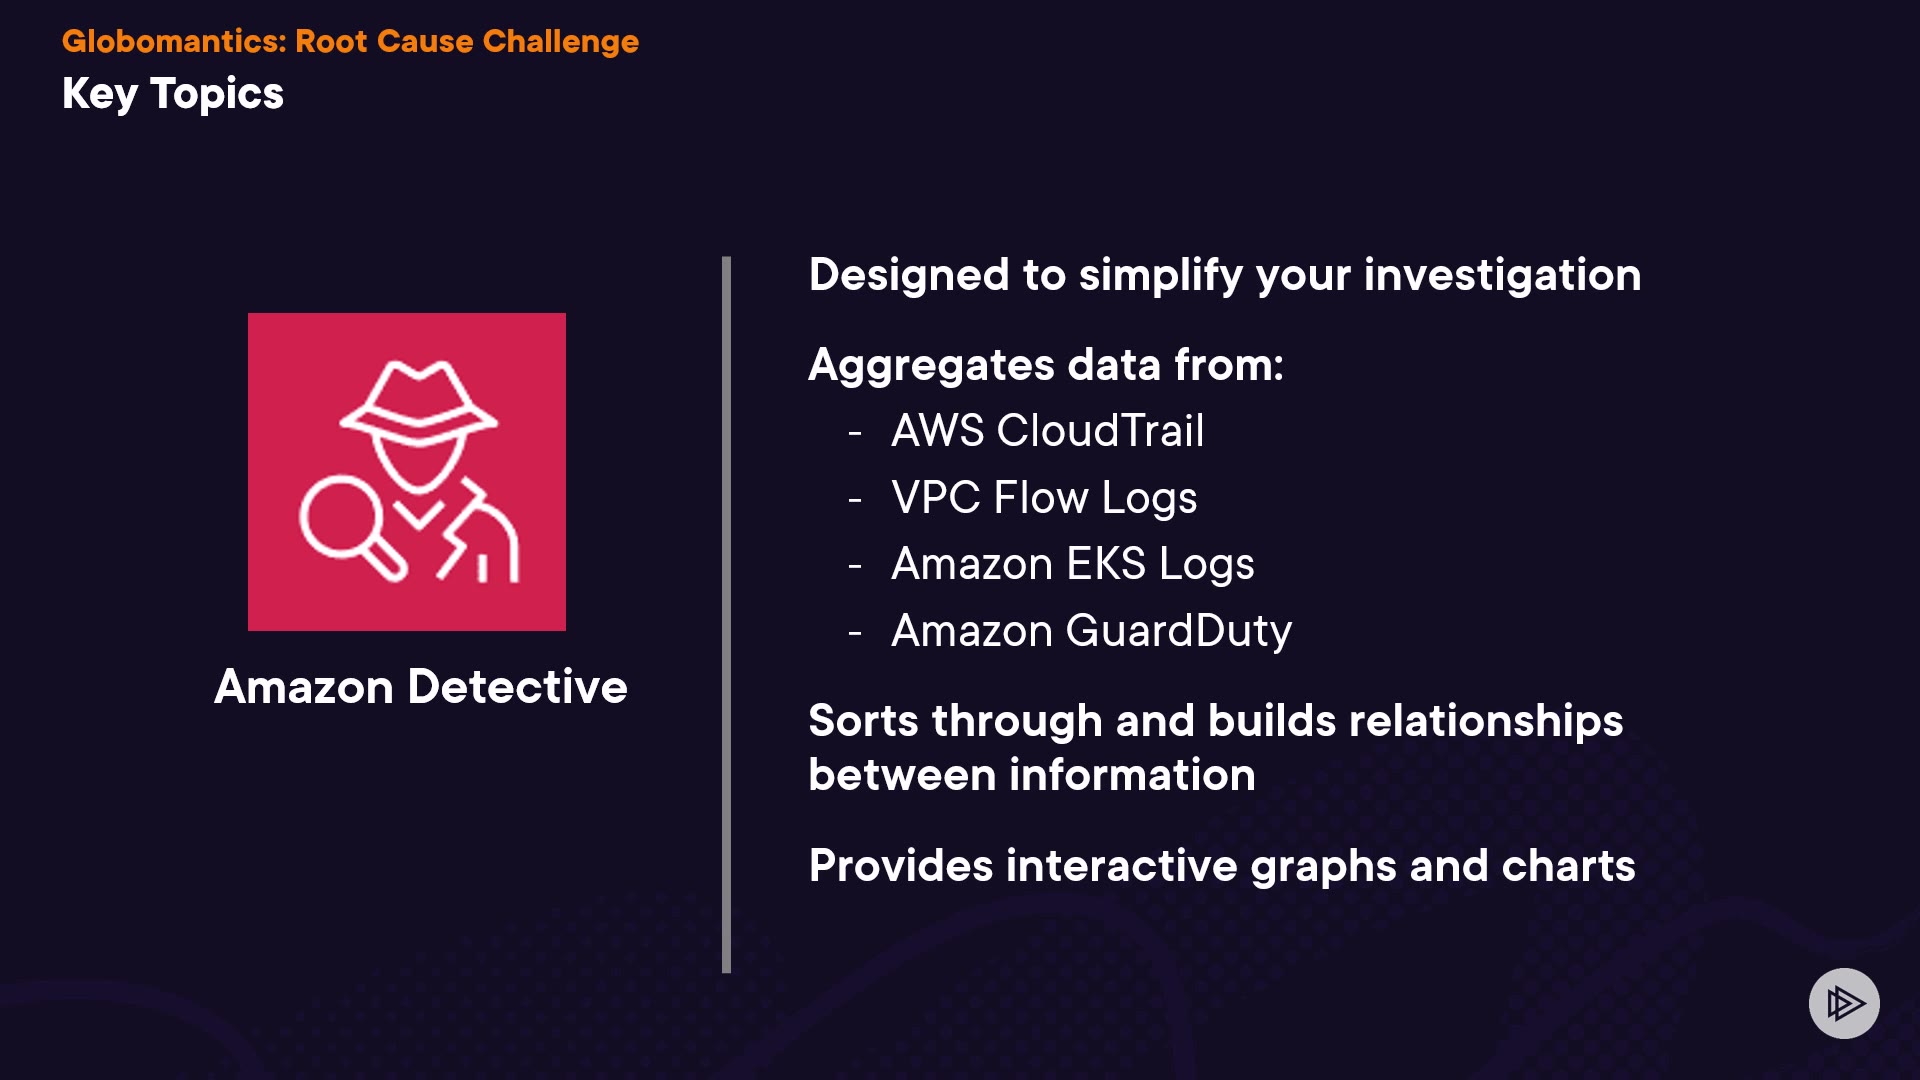 Globomantics: Root Cause Challenge
Key Topics
Amazon Detective
Designed to simplify your investigation
Aggregates data from:
- AWS CloudTrail
- VPC Flow Logs
- Amazon EKS Logs
- Amazon GuardDuty
Sorts through and builds relationships
between information
Provides interactive graphs and charts